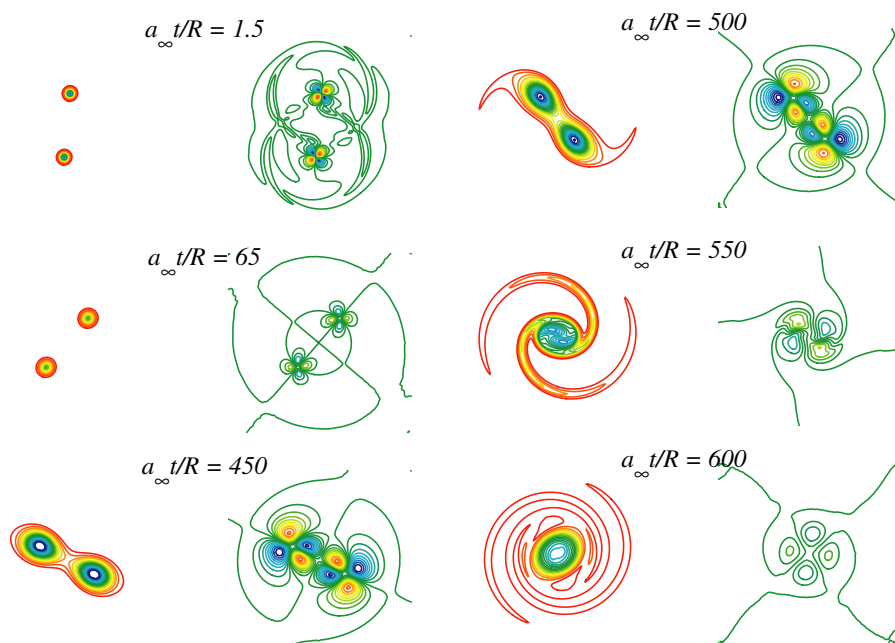 a∞t/R = 1.5
a∞t/R = 500
a∞t/R = 65
a∞t/R = 550
a∞t/R = 450
a∞t/R = 600